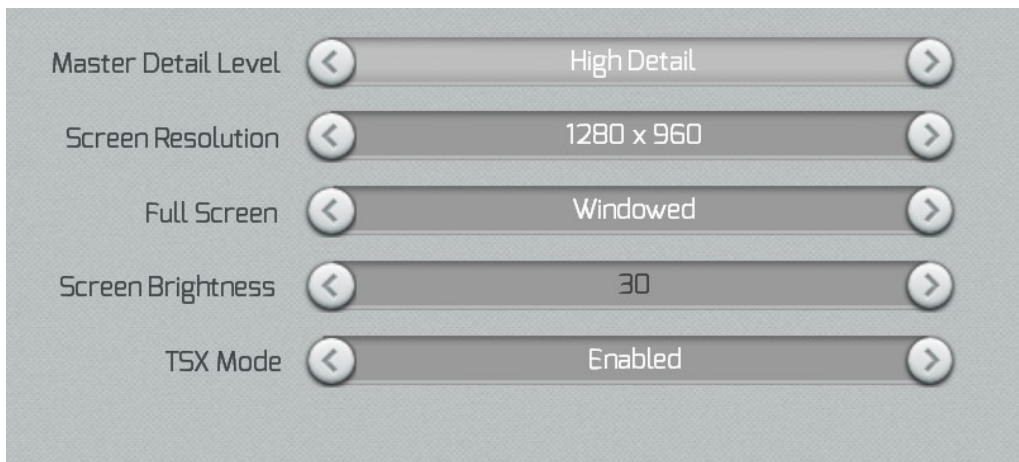 Master Detail Level High Detail
Screen Resolution 1280 x 960
Full Screen Windowed
Screen Brightness 30
TSX Mode Enabled